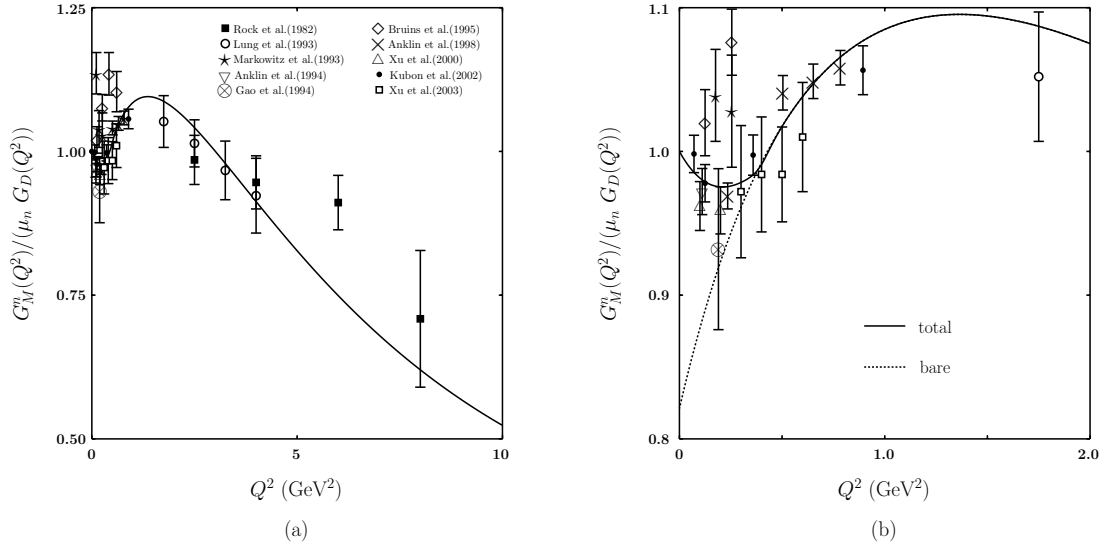 1.25
1.00
0.75
0.50
0
5
10
G_M^n(Q^2)/(μ_n G_D(Q^2))
Q^2 (GeV^2)
Rock et al.(1982)
Lung et al.(1993)
Markowitz et al.(1993)
Anklin et al.(1994)
Gao et al.(1994)
Bruins et al.(1995)
Anklin et al.(1998)
Xu et al.(2000)
Kubon et al.(2002)
Xu et al.(2003)
(a)
1.1
1.0
0.9
0.8
0
0.5
1.0
2.0
G_M^n(Q^2)/(μ_n G_D(Q^2))
total
bare
Q^2 (GeV^2)
(b)